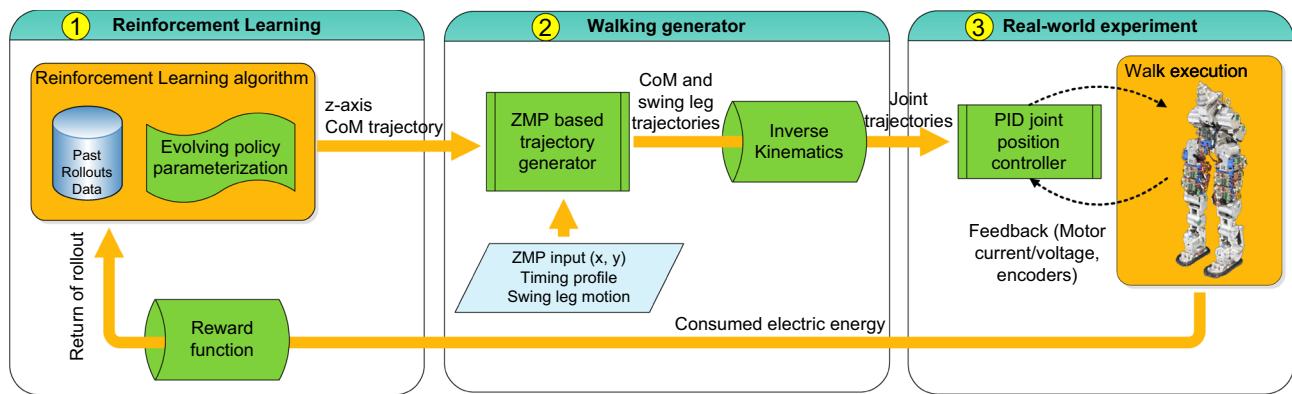 1 Reinforcement Learning
Reinforcement Learning algorithm
Past
Rollouts
Data
Evolving policy
parameterization
z-axis
CoM trajectory
Return of rollout
Reward
function
2 Walking generator
ZMP based
trajectory
generator
CoM and
swing leg
trajectories
Inverse
Kinematics
ZMP input (x, y)
Timing profile
Swing leg motion
Consumed electric energy
3 Real-world experiment
Joint
trajectories
PID joint
position
controller
Walk execution
Feedback (Motor
current/voltage,
encoders)